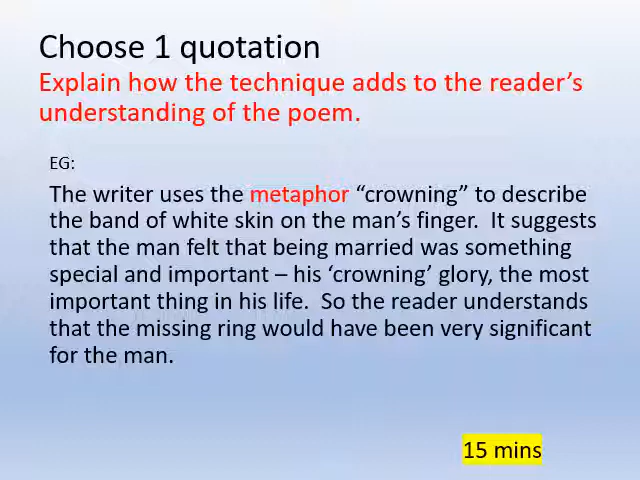 Choose 1 quotation
Explain how the technique adds to the reader’s
understanding of the poem.
EG:
The writer uses the metaphor “crowning” to describe
the band of white skin on the man’s finger.  It suggests
that the man felt that being married was something
special and important – his ‘crowning’ glory, the most
important thing in his life.  So the reader understands
that the missing ring would have been very significant
for the man.
15 mins